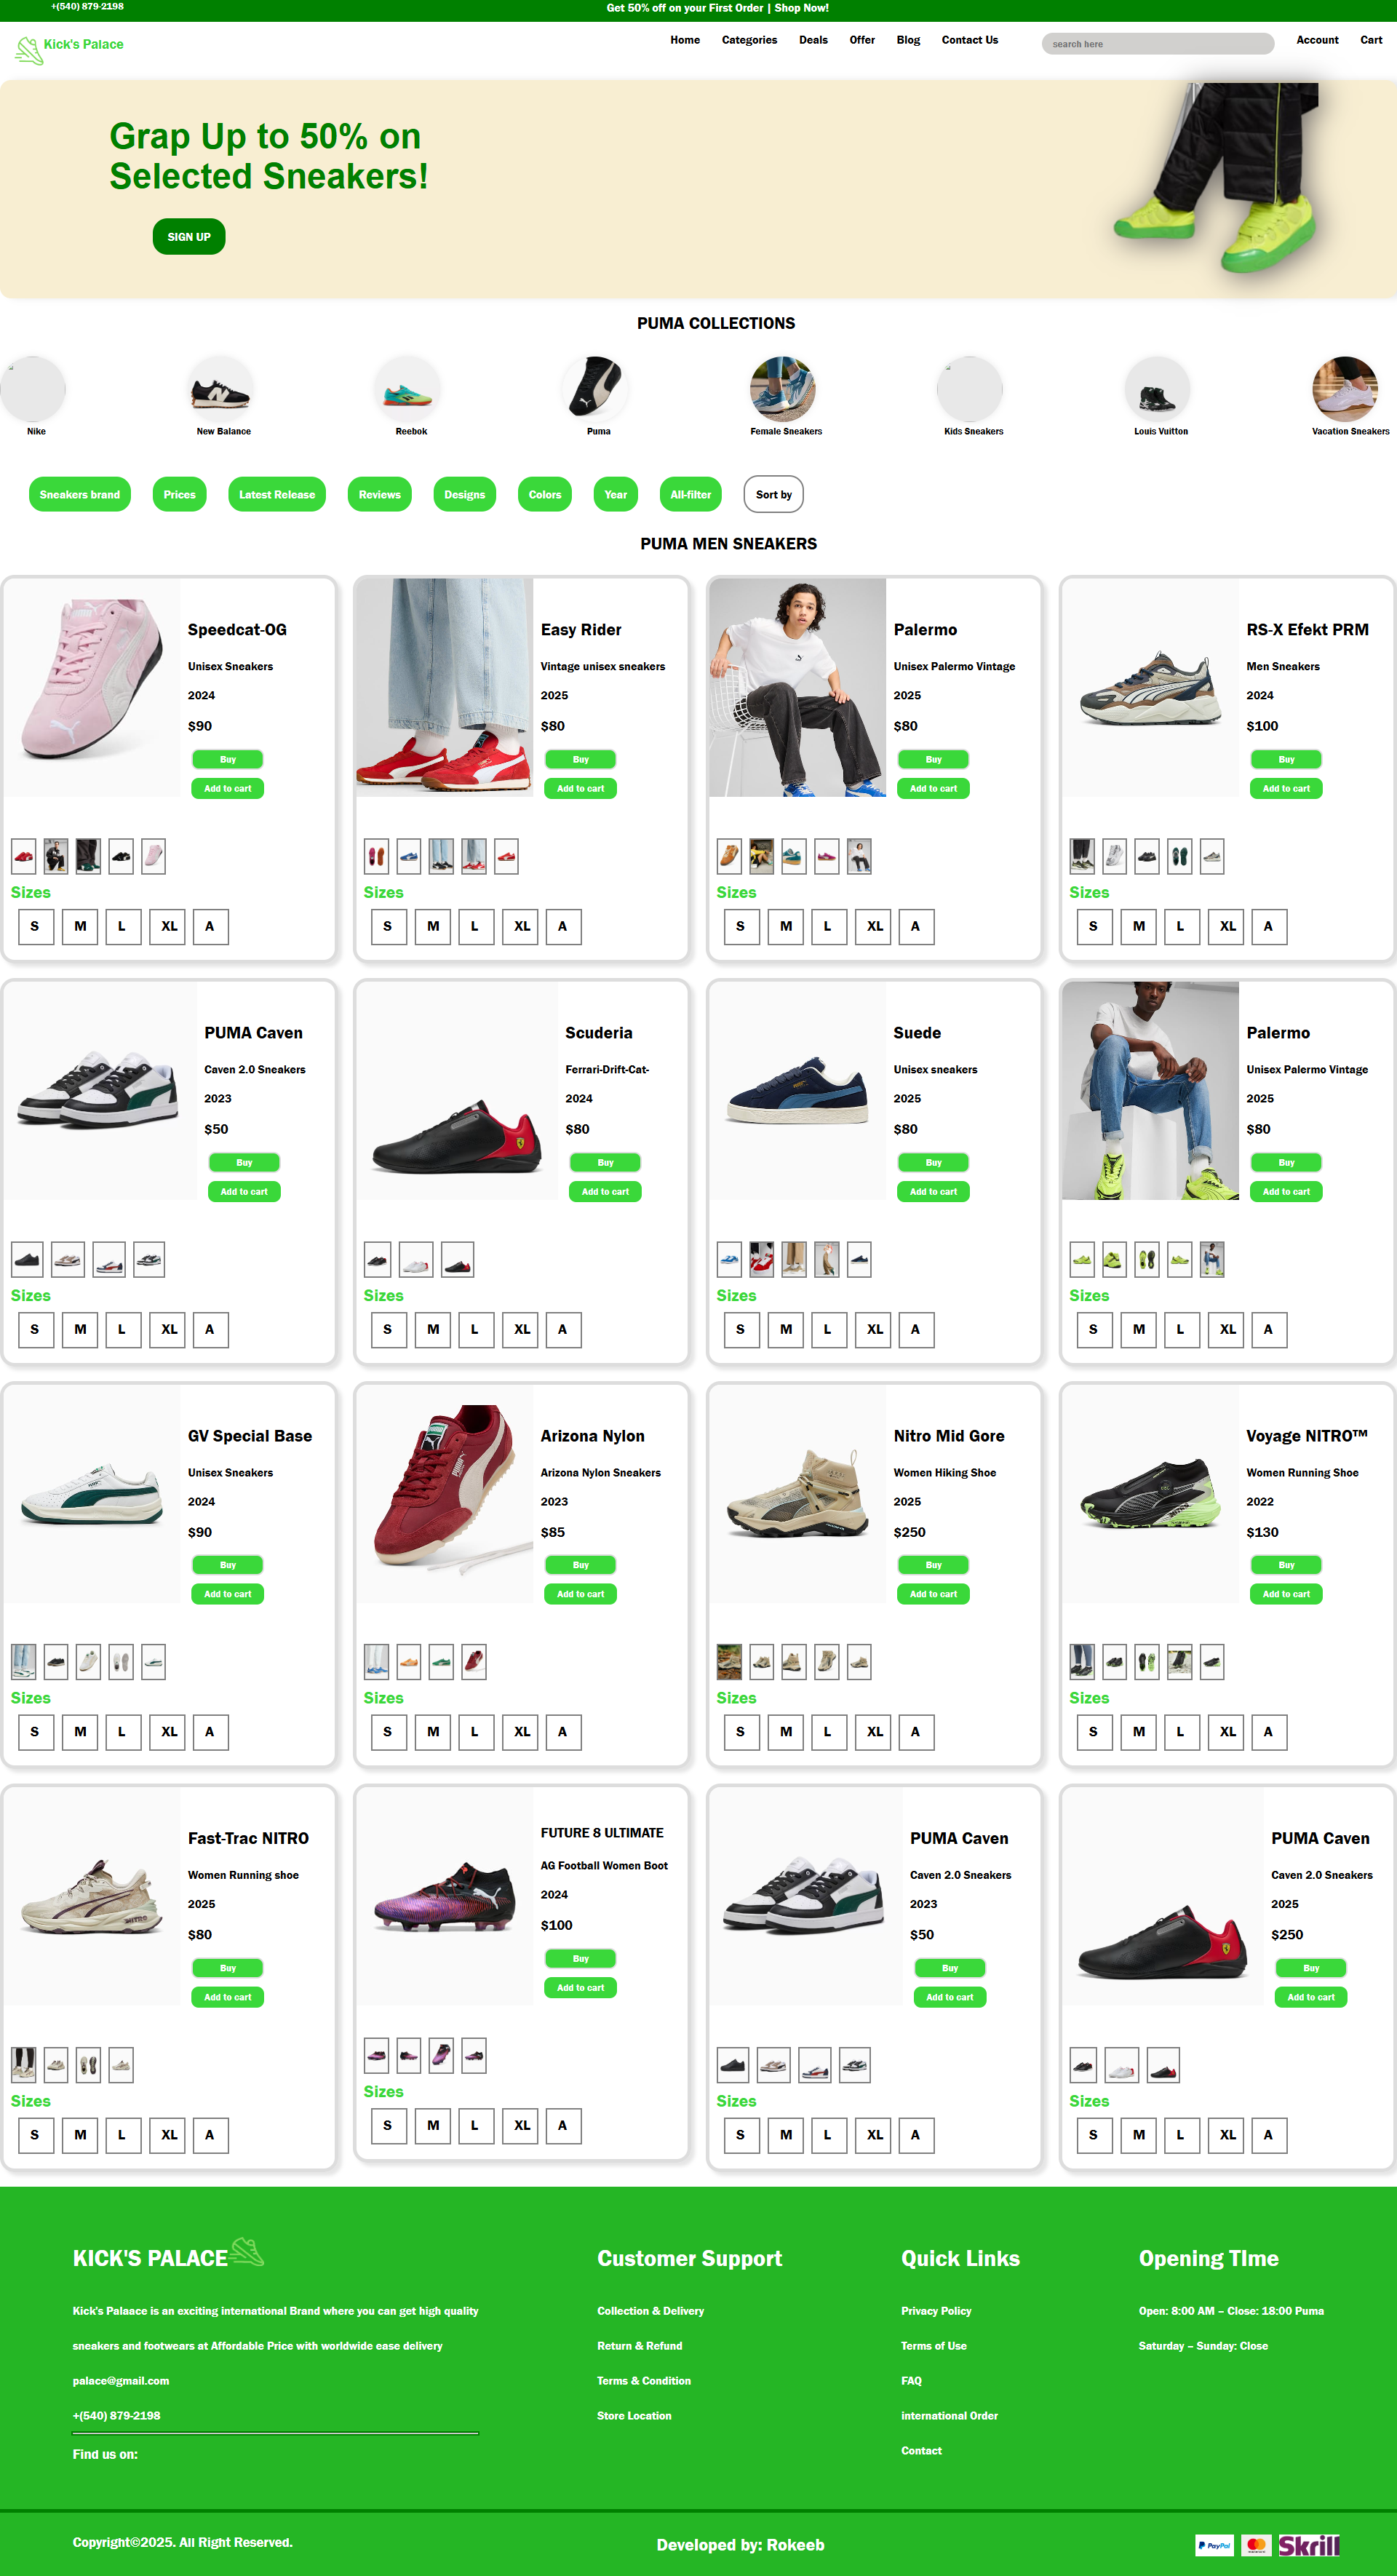 +(540) 879-2198
Get 50% off on your First Order | Shop Now!
Kick's Palace
Home
Categories
Deals
Offer
Blog
Contact Us
search here
Account
Cart
Grap Up to 50% on
Selected Sneakers!
SIGN UP
PUMA COLLECTIONS
Nike
New Balance
Reebok
Puma
Female Sneakers
Kids Sneakers
Louis Vuitton
Vacation Sneakers
Sneakers brand
Prices
Latest Release
Reviews
Designs
Colors
Year
All-filter
Sort by
PUMA MEN SNEAKERS
Speedcat-OG
Unisex Sneakers
2024
$90
Buy
Add to cart
Sizes
S M L XL A
Easy Rider
Vintage unisex sneakers
2025
$80
Buy
Add to cart
Sizes
S M L XL A
Palermo
Unisex Palermo Vintage
2025
$80
Buy
Add to cart
Sizes
S M L XL A
RS-X Efekt PRM
Men Sneakers
2024
$100
Buy
Add to cart
Sizes
S M L XL A
PUMA Caven
Caven 2.0 Sneakers
2023
$50
Buy
Add to cart
Sizes
S M L XL A
Scuderia
Ferrari-Drift-Cat-
2024
$80
Buy
Add to cart
Sizes
S M L XL A
Suede
Unisex sneakers
2025
$80
Buy
Add to cart
Sizes
S M L XL A
Palermo
Unisex Palermo Vintage
2025
$80
Buy
Add to cart
Sizes
S M L XL A
GV Special Base
Unisex Sneakers
2024
$90
Buy
Add to cart
Sizes
S M L XL A
Arizona Nylon
Arizona Nylon Sneakers
2023
$85
Buy
Add to cart
Sizes
S M L XL A
Nitro Mid Gore
Women Hiking Shoe
2025
$250
Buy
Add to cart
Sizes
S M L XL A
Voyage NITRO™
Women Running Shoe
2022
$130
Buy
Add to cart
Sizes
S M L XL A
Fast-Trac NITRO
Women Running shoe
2025
$80
Buy
Add to cart
Sizes
S M L XL A
FUTURE 8 ULTIMATE
AG Football Women Boot
2024
$100
Buy
Add to cart
Sizes
S M L XL A
PUMA Caven
Caven 2.0 Sneakers
2023
$50
Buy
Add to cart
Sizes
S M L XL A
PUMA Caven
Caven 2.0 Sneakers
2025
$250
Buy
Add to cart
Sizes
S M L XL A
KICK'S PALACE
Kick's Palaace is an exciting international Brand where you can get high quality
sneakers and footwears at Affordable Price with worldwide ease delivery
palace@gmail.com
+(540) 879-2198
Find us on:
Customer Support
Collection & Delivery
Return & Refund
Terms & Condition
Store Location
Quick Links
Privacy Policy
Terms of Use
FAQ
international Order
Contact
Opening TIme
Open: 8:00 AM – Close: 18:00 Puma
Saturday – Sunday: Close
Copyright©2025. All Right Reserved.
Developed by: Rokeeb
PayPal
Skrill